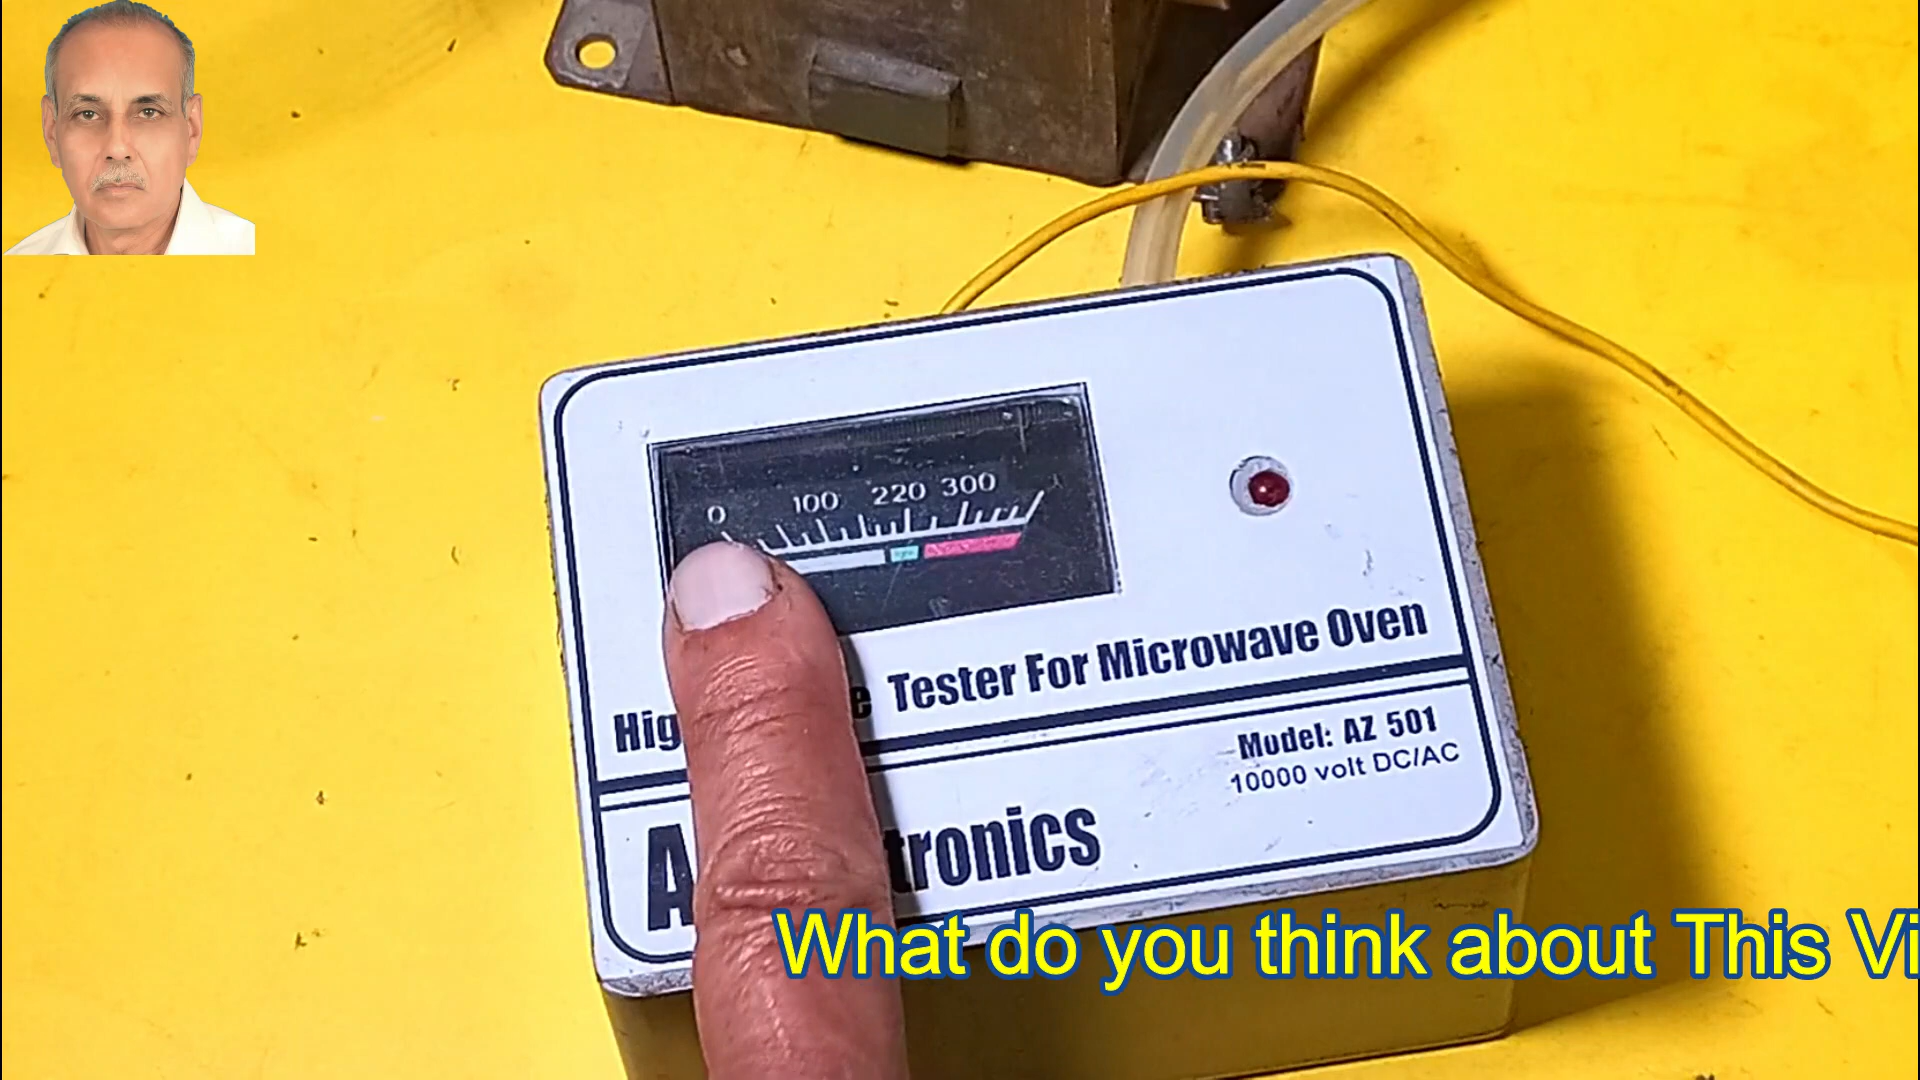 0 100 220 300
Hig e Tester For Microwave Oven
Model: AZ 501
10000 volt DC/AC
A tronics
What do you think about This Vi